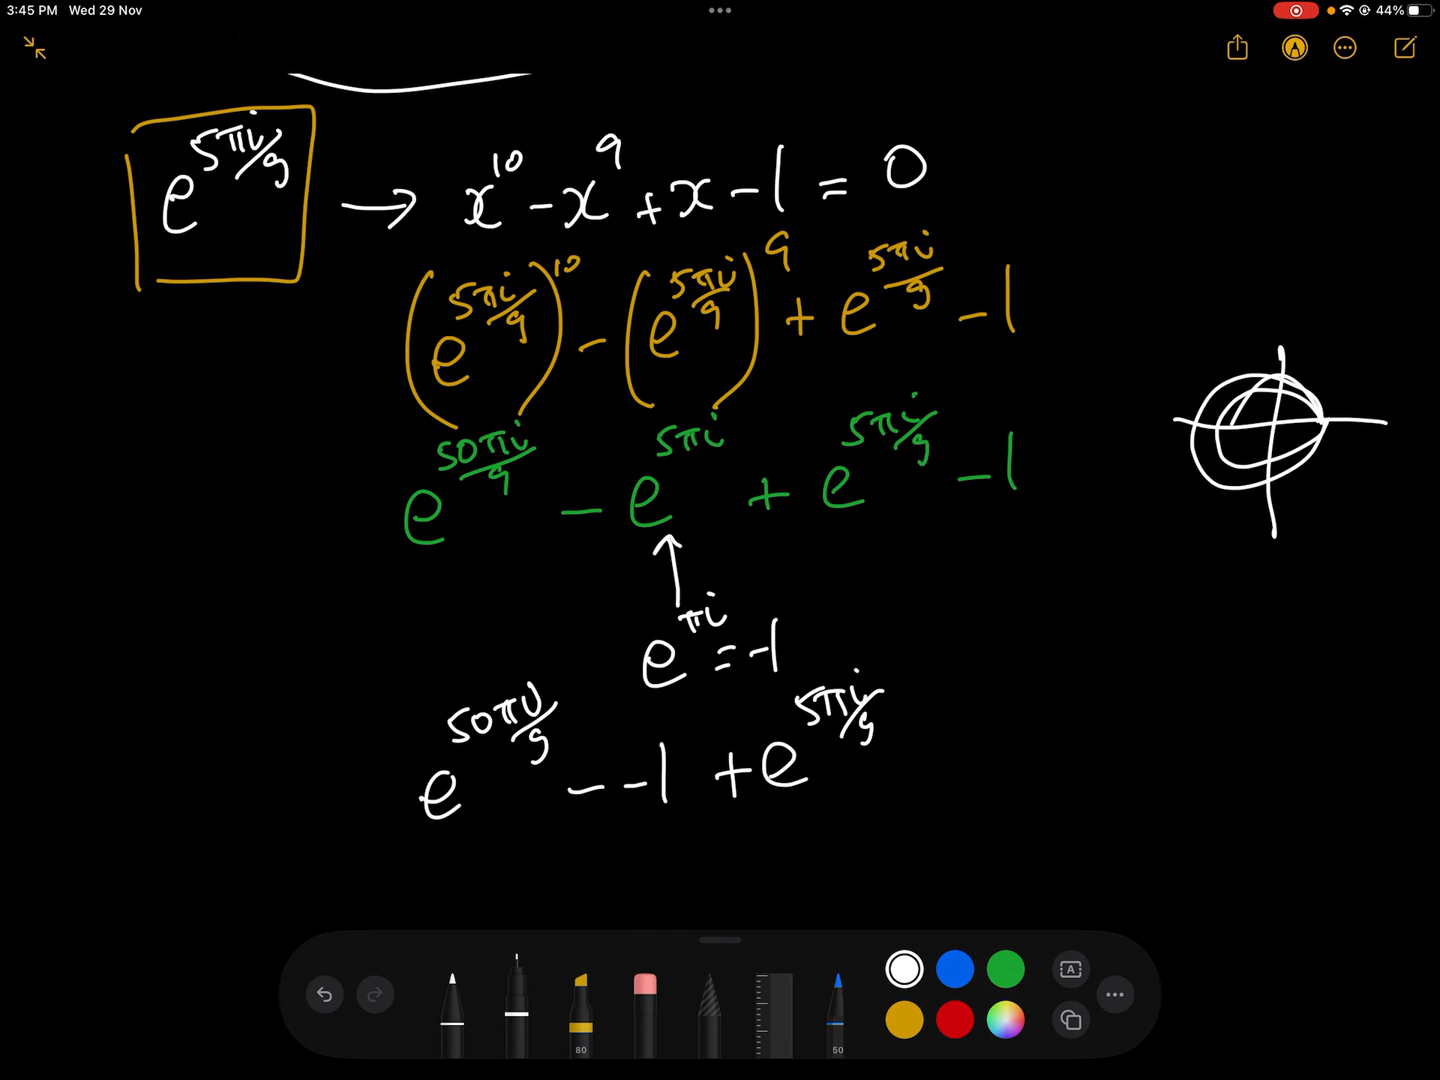 3:45 PM Wed 29 Nov
44%
e^{5πi/9} → x^{10} - x^9 + x - 1 = 0
(e^{5πi/9})^{10} - (e^{5πi/9})^9 + e^{5πi/9} - 1
e^{50πi/9} - e^{5πi} + e^{5πi/9} - 1
e^{πi} = -1
e^{50πi/9} - -1 + e^{5πi/9}
80
50
A